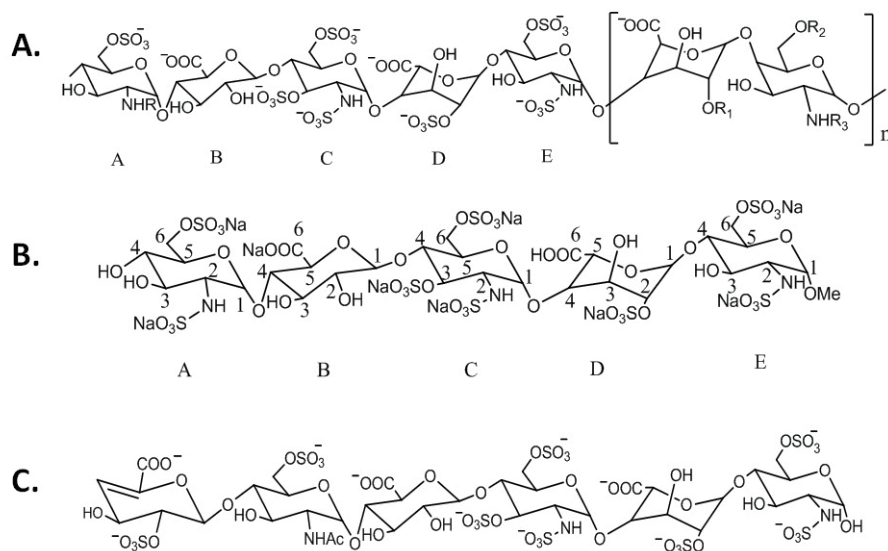 A.
OSO₃⁻ OSO₃⁻ OSO₃⁻
⁻OOC O O O O ⁻OOC OH O O O ⁻OOC OH O O OR₂
HO O HO OH ⁻O₃SO NH O HO NH O HO O
NHR O ⁻O₃S O ⁻O₃SO ⁻O₃S O OR₁ NHR₃ n
A B C D E
B.
6 OSO₃Na 6 OSO₃Na 6 OSO₃Na
4 5 O NaOOC 6 O 1 O 4 5 O HOOC 6 5 OH O 1 O 4 5 O
HO HO 3 2 1 NH O 4 5 HO 3 OH 2 NaO₃SO 3 2 NH 1 O 4 3 2 HO 3 2 NH 1 OMe
NaO₃S NaO₃S NaO₃SO NaO₃S
A B C D E
C.
COO⁻ OSO₃⁻ OSO₃⁻ OSO₃⁻
O O O ⁻OOC O O O ⁻OOC OH O O O
HO ⁻O₃SO HO NHAc O HO OH ⁻O₃SO NH O HO NH OH
⁻O₃S ⁻O₃SO ⁻O₃S